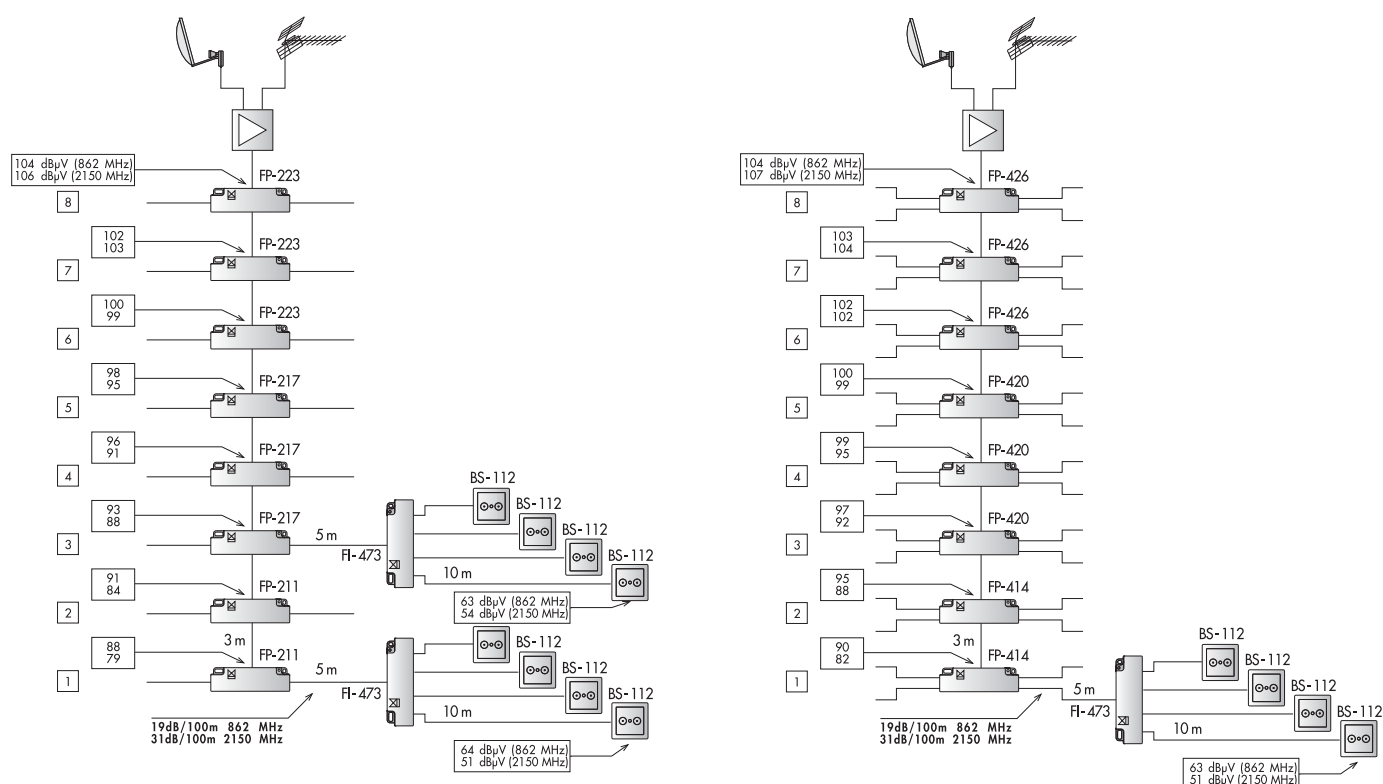 104 dBµV (862 MHz)
106 dBµV (2150 MHz)
FP-223
8
102
103
FP-223
7
100
99
FP-223
6
98
95
FP-217
5
96
91
FP-217
4
93
88
FP-217
3
5 m
FI-473
BS-112
BS-112
BS-112
BS-112
10 m
63 dBµV (862 MHz)
54 dBµV (2150 MHz)
91
84
FP-211
2
3 m
88
79
FP-211
1
5 m
FI-473
BS-112
BS-112
BS-112
BS-112
10 m
64 dBµV (862 MHz)
51 dBµV (2150 MHz)
19dB/100m 862 MHz
31dB/100m 2150 MHz
104 dBµV (862 MHz)
107 dBµV (2150 MHz)
FP-426
8
103
104
FP-426
7
102
102
FP-426
6
100
99
FP-420
5
99
95
FP-420
4
97
92
FP-420
3
95
88
FP-414
2
3 m
90
82
FP-414
1
5 m
FI-473
BS-112
BS-112
BS-112
BS-112
10 m
63 dBµV (862 MHz)
51 dBµV (2150 MHz)
19dB/100m 862 MHz
31dB/100m 2150 MHz